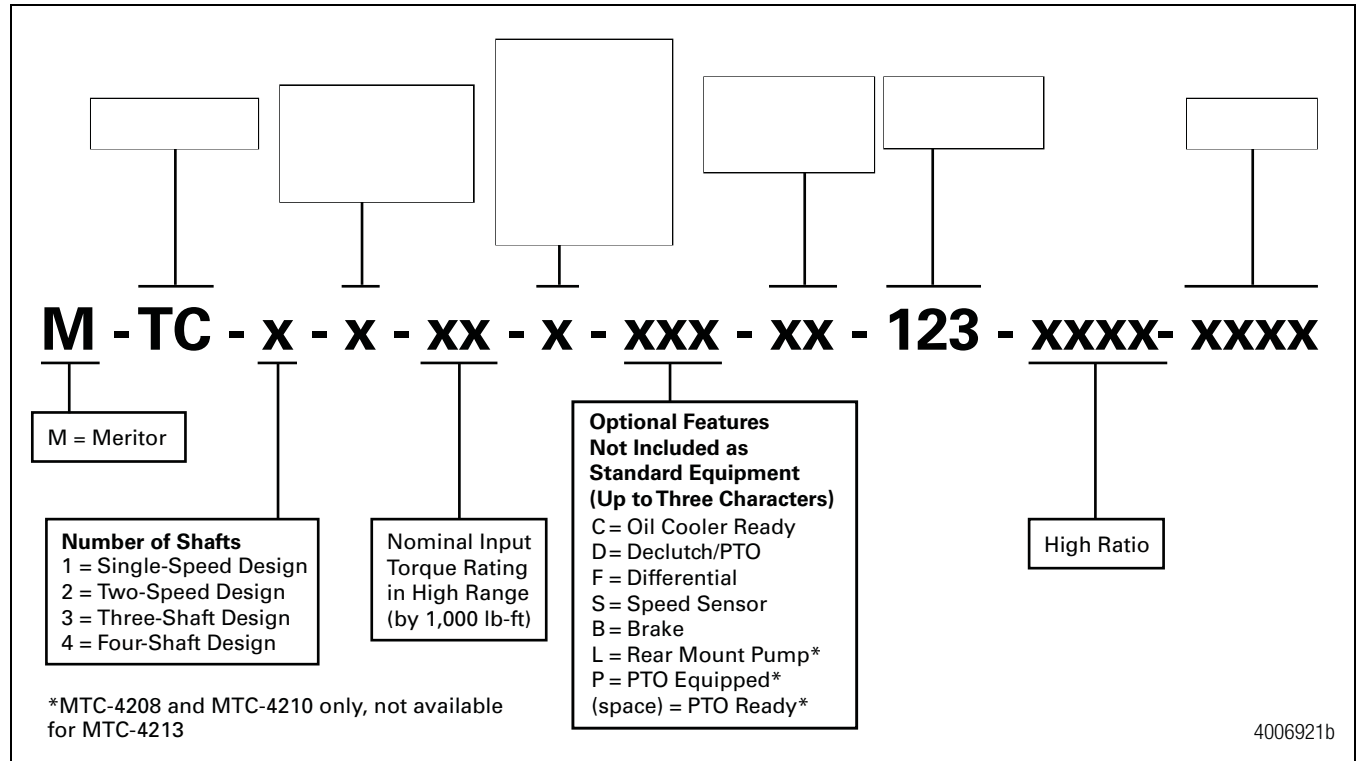 M - TC - x - x - xx - x - xxx - xx - 123 - xxxx- xxxx
M = Meritor
Number of Shafts
1 = Single-Speed Design
2 = Two-Speed Design
3 = Three-Shaft Design
4 = Four-Shaft Design
Nominal Input
Torque Rating
in High Range
(by 1,000 lb-ft)
Optional Features
Not Included as
Standard Equipment
(Up to Three Characters)
C = Oil Cooler Ready
D = Declutch/PTO
F = Differential
S = Speed Sensor
B = Brake
L = Rear Mount Pump*
P = PTO Equipped*
(space) = PTO Ready*
High Ratio
*MTC-4208 and MTC-4210 only, not available
for MTC-4213
4006921b